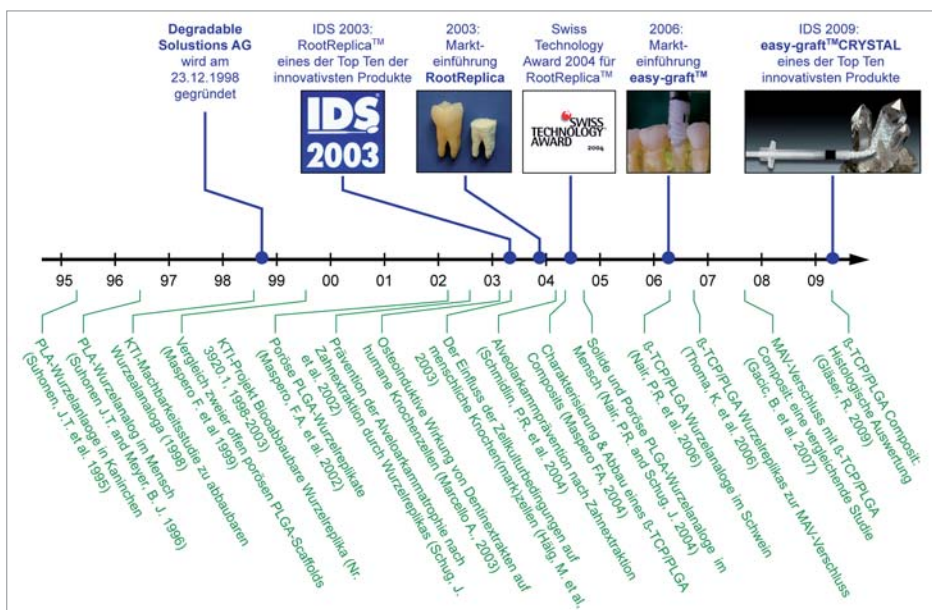 Degradable
Solustions AG
wird am
23.12.1998
gegründet
IDS 2003:
RootReplica™
eines der Top Ten der
innovativsten Produkte
IDS
2003
2003:
Markt-
einführung
RootReplica
Swiss
Technology
Award 2004 für
RootReplica™
SWISS
TECHNOLOGY
AWARD
2004
2006:
Markt-
einführung
easy-graft™
IDS 2009:
easy-graft™CRYSTAL
eines der Top Ten
innovativsten Produkte
95 96 97 98 99 00 01 02 03 04 05 06 07 08 09
PLA-Wurzelanaloge in Kaninchen
(Suhonen, J.T. et al. 1995)
PLA-Wurzelanalog im Mensch
(Suhonen J.T. and Meyer, B. J. 1996)
KTI-Machbarkeitsstudie zu abbaubaren
Wurzealanoga (1998)
Vergleich zweier offen porösen PLGA-Scaffolds
(Maspero F. et al 1999)
KTI-Projekt Bioabbaubare Wurzelreplika (Nr.
3920.1, 1998-2003)
Poröse PLGA-Wurzelreplikate
(Maspero, F.A. et al. 2002)
Prävention der Alveolarkammatrophie nach
Zahnextraktion durch Wurzelreplikas (Schug, J.
et al. 2002)
Osteoinduktive Wirkung von Dentinextrakten auf
humane Knochenzellen (Marcello A., 2003)
Der Einfluss der Zellkulturbedingungen auf
menschliche Knochen(mark)zellen (Hälg, M. et al.
2003)
Alveolarkammprävention nach Zahnextraktion
(Schmidlin, P.R. et al. 2004)
Charakterisierung & Abbau eines ß-TCP/PLGA
Composits (Maspero FA, 2004)
Solide und Poröse PLGA-Wurzelanaloge im
Mensch (Nair, P.R. and Schug, J. 2004)
ß-TCP/PLGA Wurzelanaloge im Schwein
(Nair, P.R. et al. 2006)
ß-TCP/PLGA Wurzelreplikas zur MAV-Verschluss
(Thoma, K. et al. 2006)
MAV-Verschluss mit ß-TCP/PLGA
Composit: eine vergleichende Studie
(Gacic, B. et al. 2007)
ß-TCP/PLGA Composit:
Histologische Auswertung
(Gläser, R. 2009)